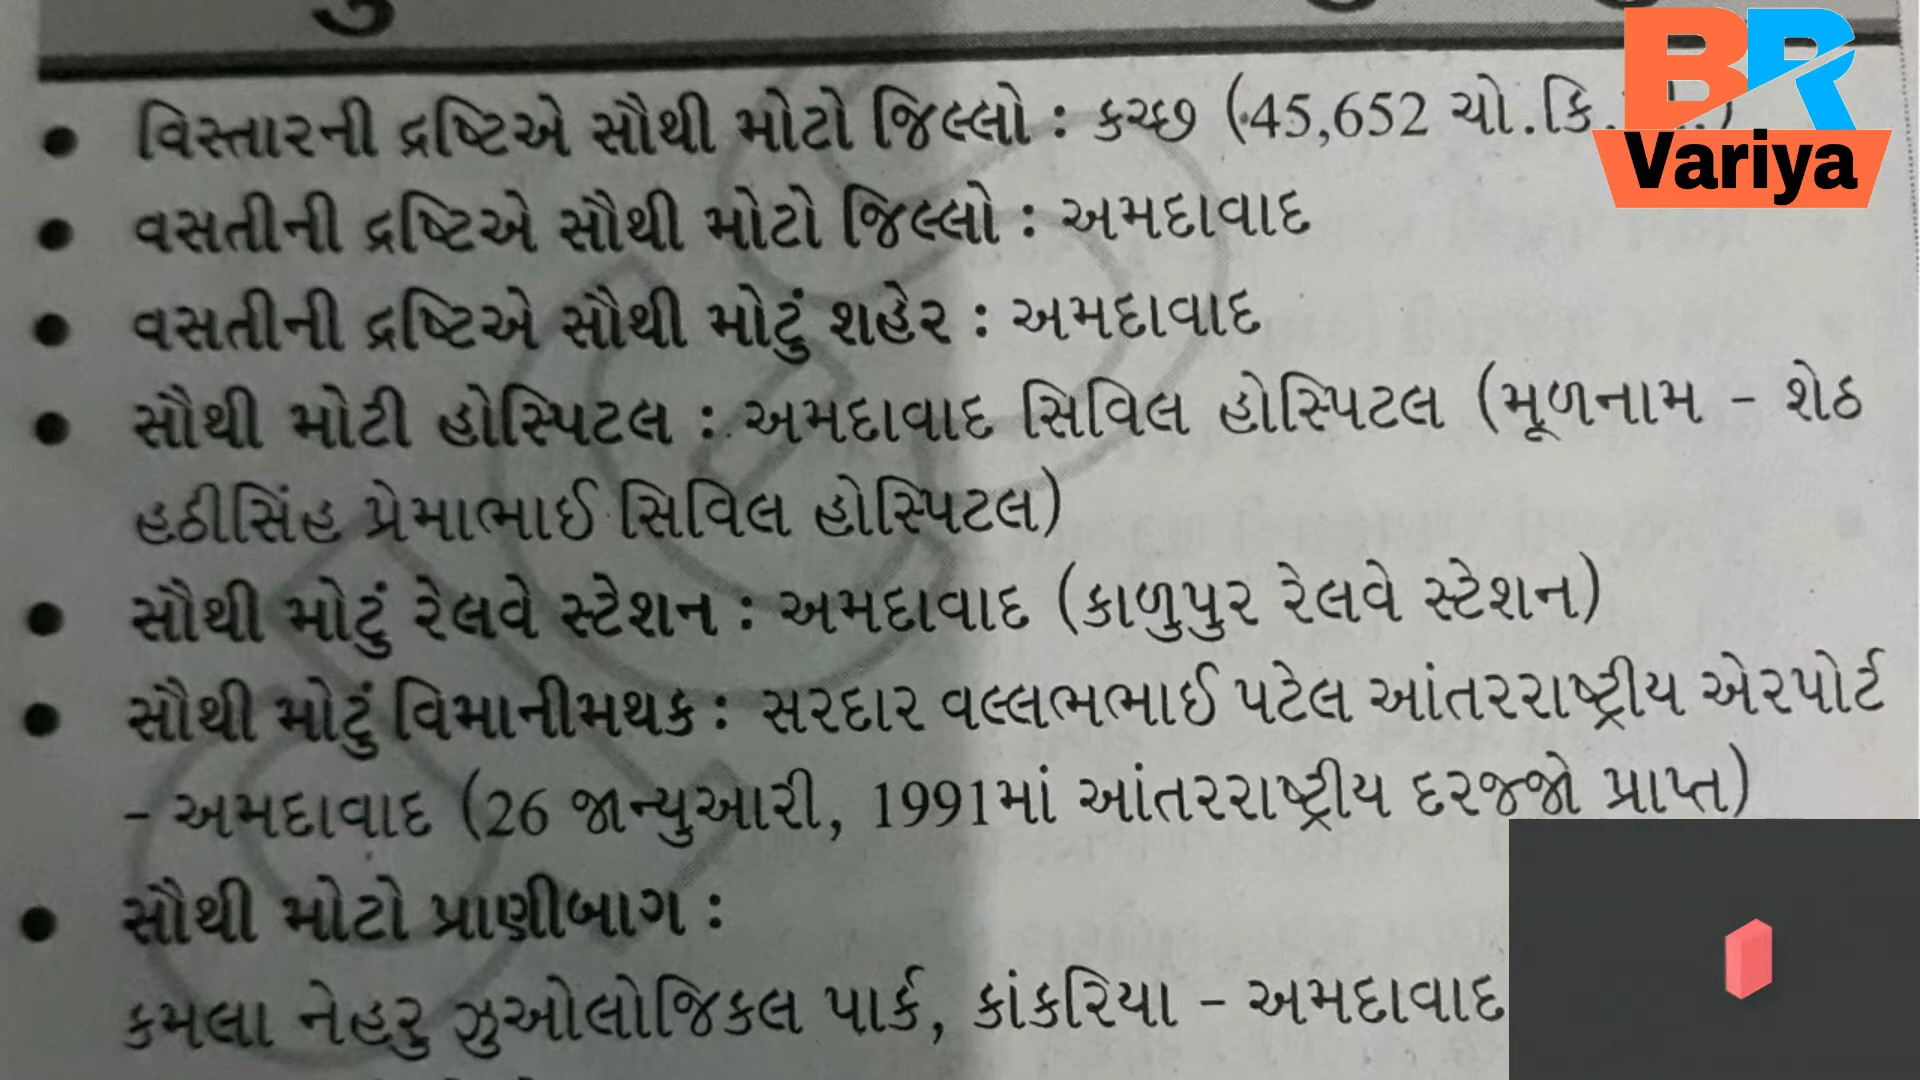 BR
Variya
• વિસ્તારની દ્રષ્ટિએ સૌથી મોટો જિલ્લો : કચ્છ (45,652 ચો.કિ.
• વસતીની દ્રષ્ટિએ સૌથી મોટો જિલ્લો : અમદાવાદ
• વસતીની દ્રષ્ટિએ સૌથી મોટું શહેર : અમદાવાદ
• સૌથી મોટી હોસ્પિટલ : અમદાવાદ સિવિલ હોસ્પિટલ (મૂળનામ - શેઠ
હઠીસિંહ પ્રેમાભાઈ સિવિલ હોસ્પિટલ)
• સૌથી મોટું રેલવે સ્ટેશન : અમદાવાદ (કાળુપુર રેલવે સ્ટેશન)
• સૌથી મોટું વિમાનીમથક : સરદાર વલ્લભભાઈ પટેલ આંતરરાષ્ટ્રીય એરપોર્ટ
- અમદાવાદ (26 જાન્યુઆરી, 1991માં આંતરરાષ્ટ્રીય દરજ્જો પ્રાપ્ત)
• સૌથી મોટો પ્રાણીબાગ :
કમલા નેહરુ ઝુઓલોજિકલ પાર્ક, કાંકરિયા - અમદાવાદ